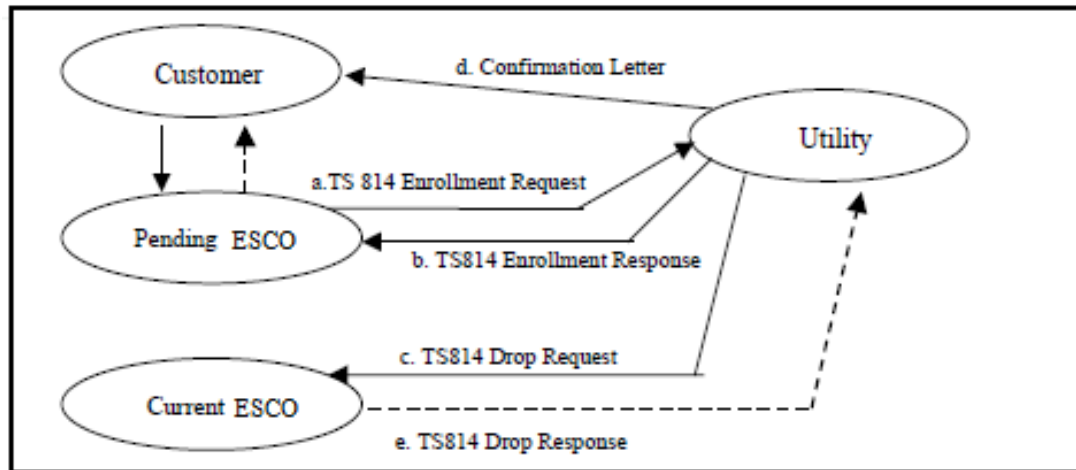 d. Confirmation Letter
Customer
Utility
a.TS 814 Enrollment Request
Pending ESCO
b. TS814 Enrollment Response
c. TS814 Drop Request
Current ESCO
e. TS814 Drop Response